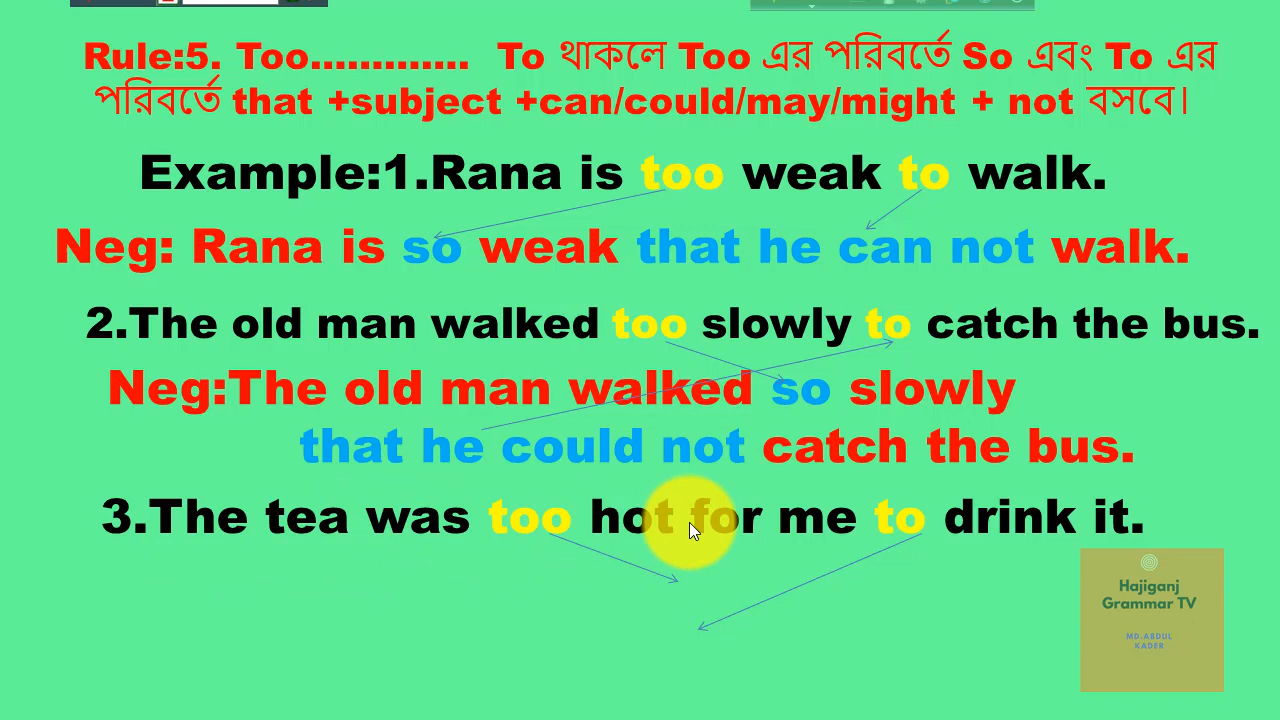 Rule:5. Too............. To থাকলে Too এর পরিবর্তে So এবং To এর
পরিবর্তে that +subject +can/could/may/might + not বসবে।
Example:1.Rana is too weak to walk.
Neg: Rana is so weak that he can not walk.
2.The old man walked too slowly to catch the bus.
Neg:The old man walked so slowly
that he could not catch the bus.
3.The tea was too hot for me to drink it.
Hajiganj
Grammar TV
MD.ABDUL
KADER